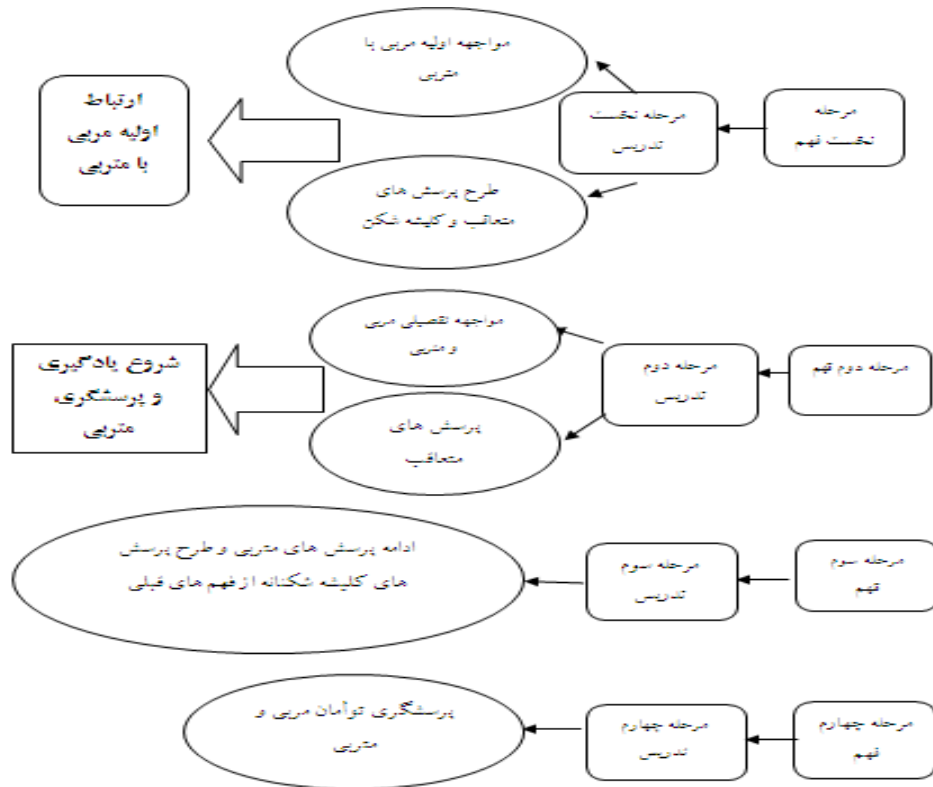 مرحله
نخست فهم
مرحله نخست
تدریس
مواجهه اولیه مربی با
متربی
طرح پرسش های
متعاقب و کلیشه شکن
ارتباط
اولیه مربی
با متربی
مرحله دوم فهم
مرحله دوم
تدریس
مواجهه تفصیلی مربی
و متربی
پرسش های
متعاقب
شروع یادگیری
و پرسشگری
متربی
مرحله سوم
فهم
مرحله سوم
تدریس
ادامه پرسش های متربی و طرح پرسش
های کلیشه شکنانه از فهم های قبلی
مرحله چهارم
فهم
مرحله چهارم
تدریس
پرسشگری توأمان مربی و
متربی